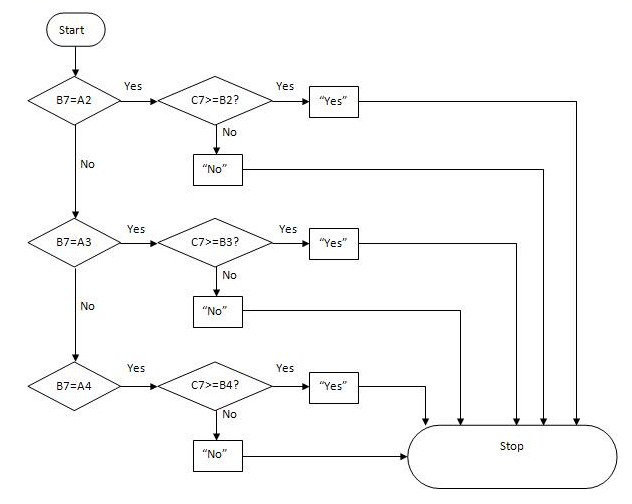 Start
Yes
Yes
B7=A2
C7>=B2?
“Yes”
No
No
“No”
Yes
Yes
B7=A3
C7>=B3?
“Yes”
No
No
“No”
Yes
Yes
B7=A4
C7>=B4?
“Yes”
No
Stop
“No”